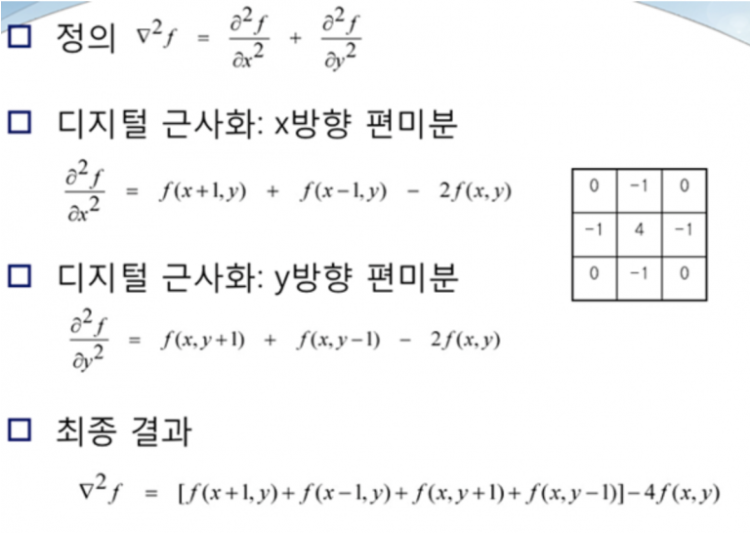 정의 ∇²f = ∂²f/∂x² + ∂²f/∂y²
디지털 근사화: x방향 편미분
∂²f/∂x² = f(x+1,y) + f(x−1,y) − 2f(x,y)
0 -1 0
-1 4 -1
0 -1 0
디지털 근사화: y방향 편미분
∂²f/∂y² = f(x,y+1) + f(x,y−1) − 2f(x,y)
최종 결과
∇²f = [f(x+1,y)+f(x−1,y)+f(x,y+1)+f(x,y−1)]−4f(x,y)